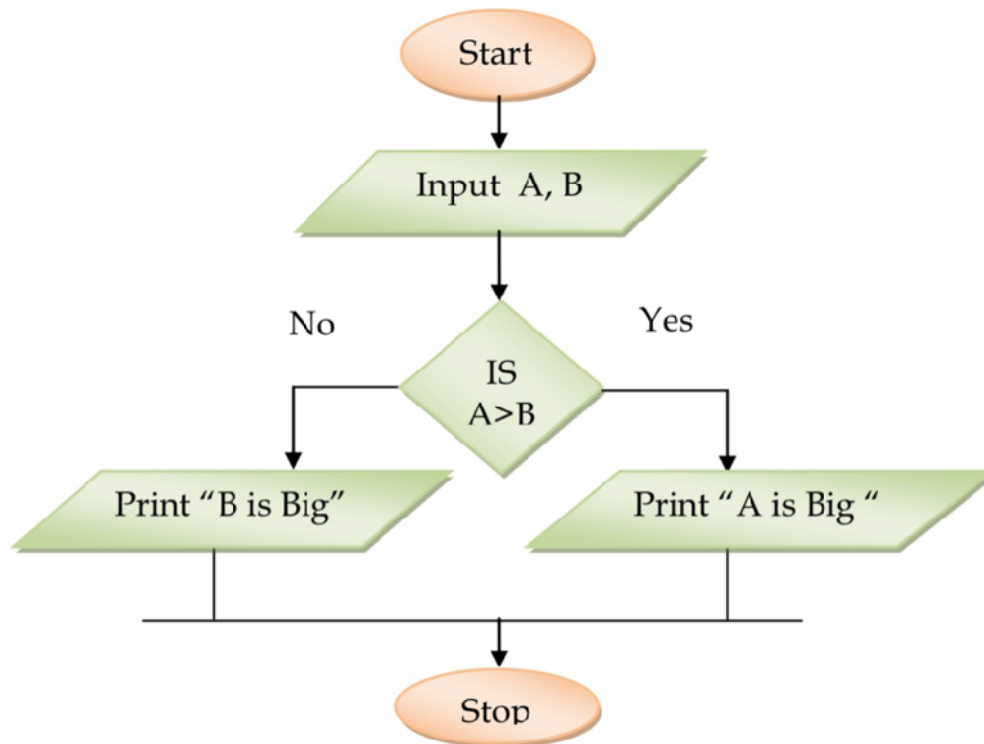 Start
Input A, B
No
Yes
IS
A>B
Print “B is Big”
Print “A is Big “
Stop